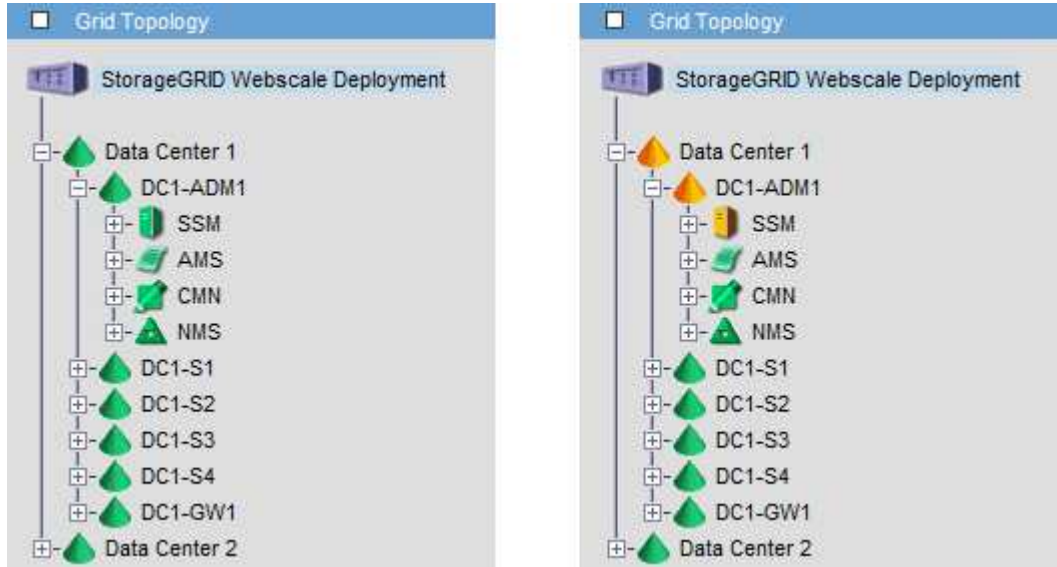 Grid Topology
StorageGRID Webscale Deployment
Data Center 1
DC1-ADM1
SSM
AMS
CMN
NMS
DC1-S1
DC1-S2
DC1-S3
DC1-S4
DC1-GW1
Data Center 2
Grid Topology
StorageGRID Webscale Deployment
Data Center 1
DC1-ADM1
SSM
AMS
CMN
NMS
DC1-S1
DC1-S2
DC1-S3
DC1-S4
DC1-GW1
Data Center 2